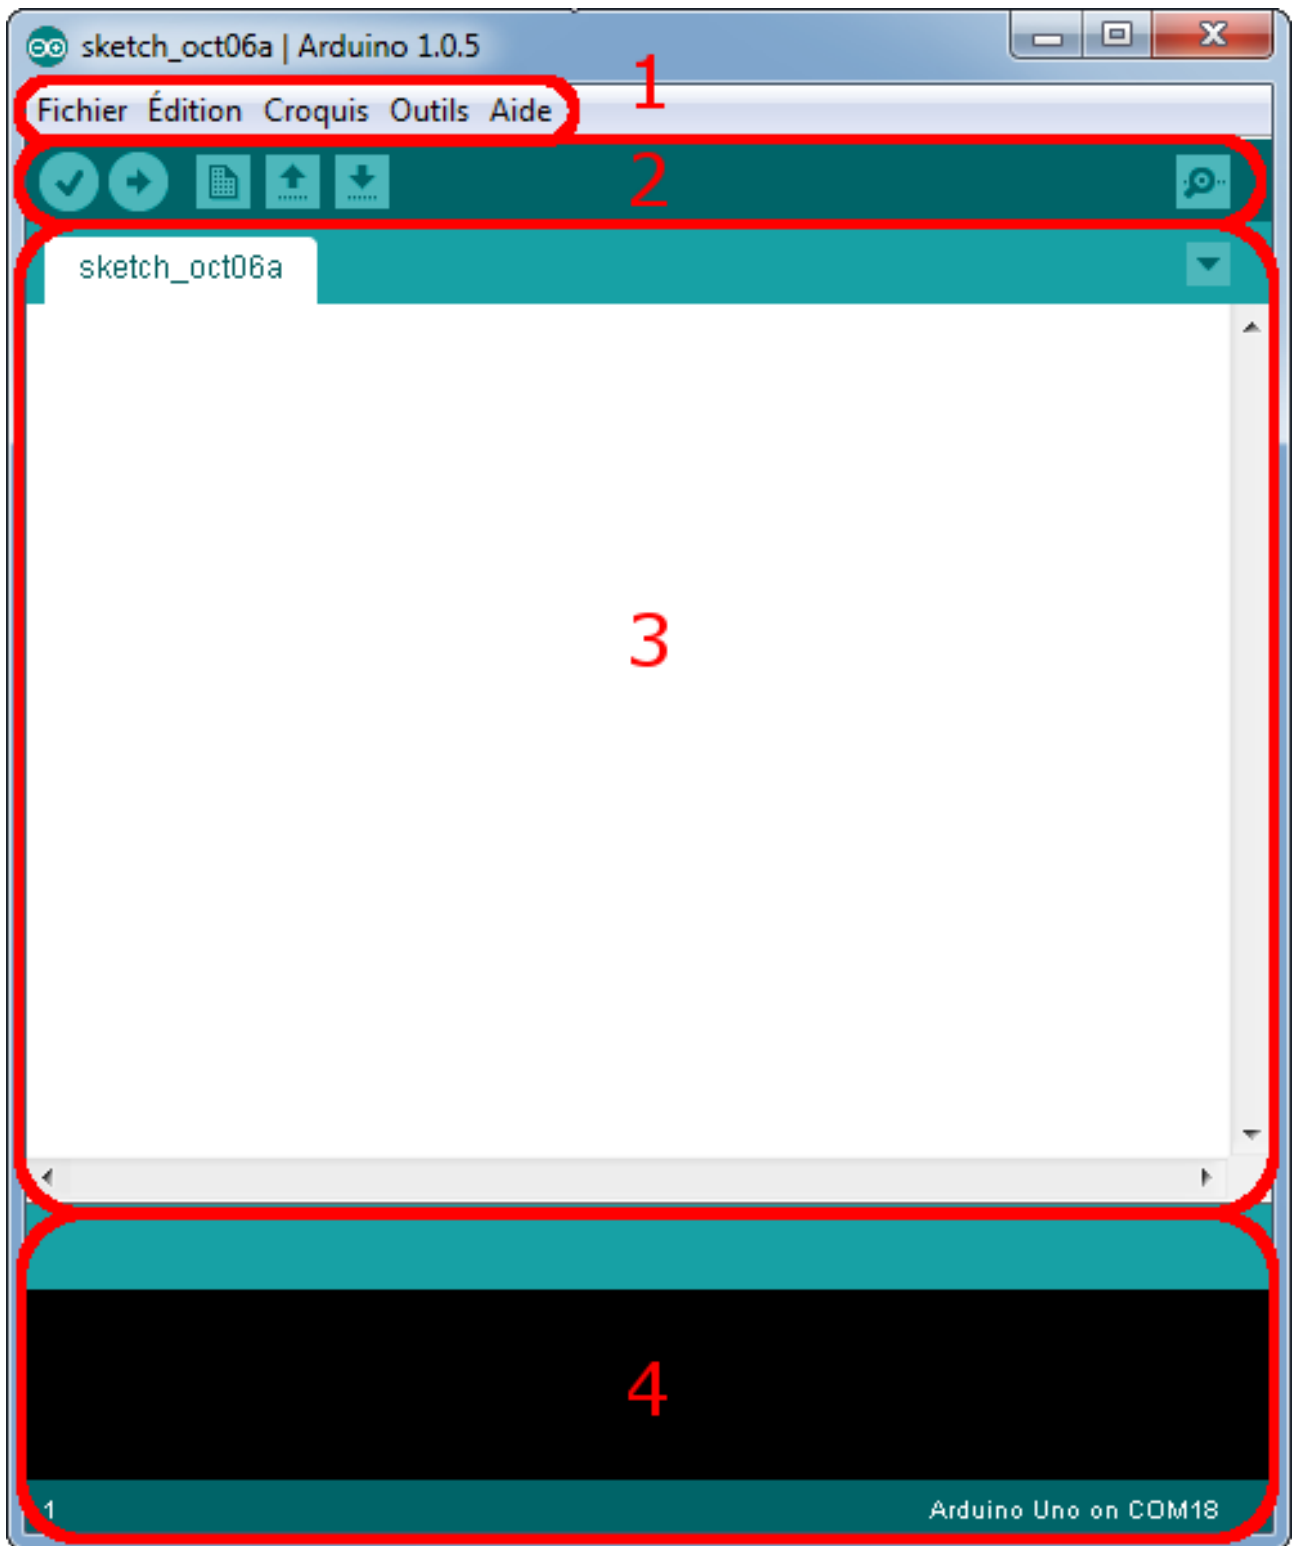 sketch_oct06a | Arduino 1.0.5
1
Fichier Édition Croquis Outils Aide
2
sketch_oct06a
3
4
1 Arduino Uno on COM18